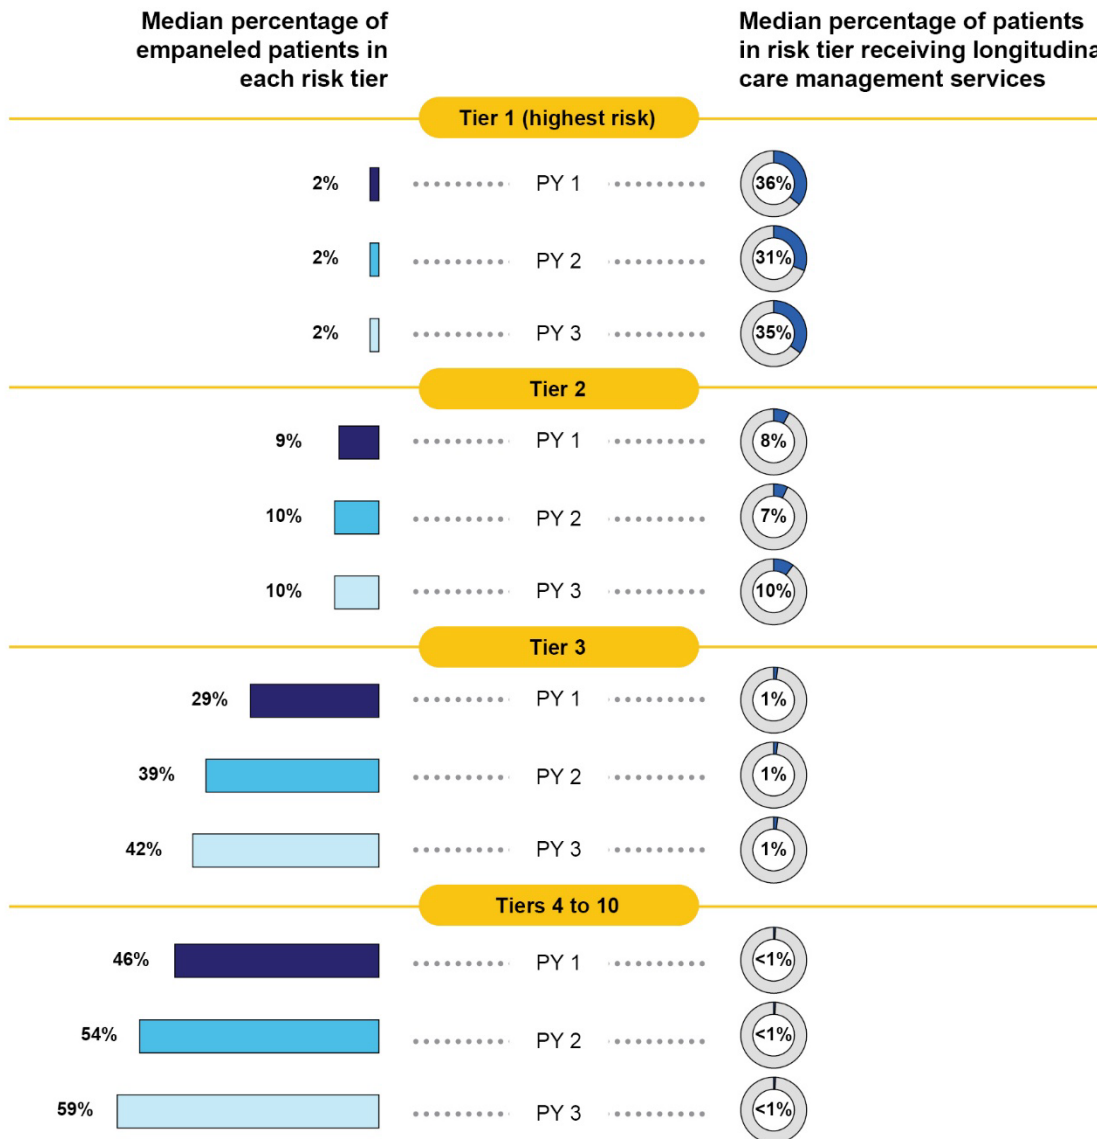 Median percentage of
empaneled patients in
each risk tier
Median percentage of patients
in risk tier receiving longitudina
care management services
Tier 1 (highest risk)
2% PY 1 36%
2% PY 2 31%
2% PY 3 35%
Tier 2
9% PY 1 8%
10% PY 2 7%
10% PY 3 10%
Tier 3
29% PY 1 1%
39% PY 2 1%
42% PY 3 1%
Tiers 4 to 10
46% PY 1 <1%
54% PY 2 <1%
59% PY 3 <1%